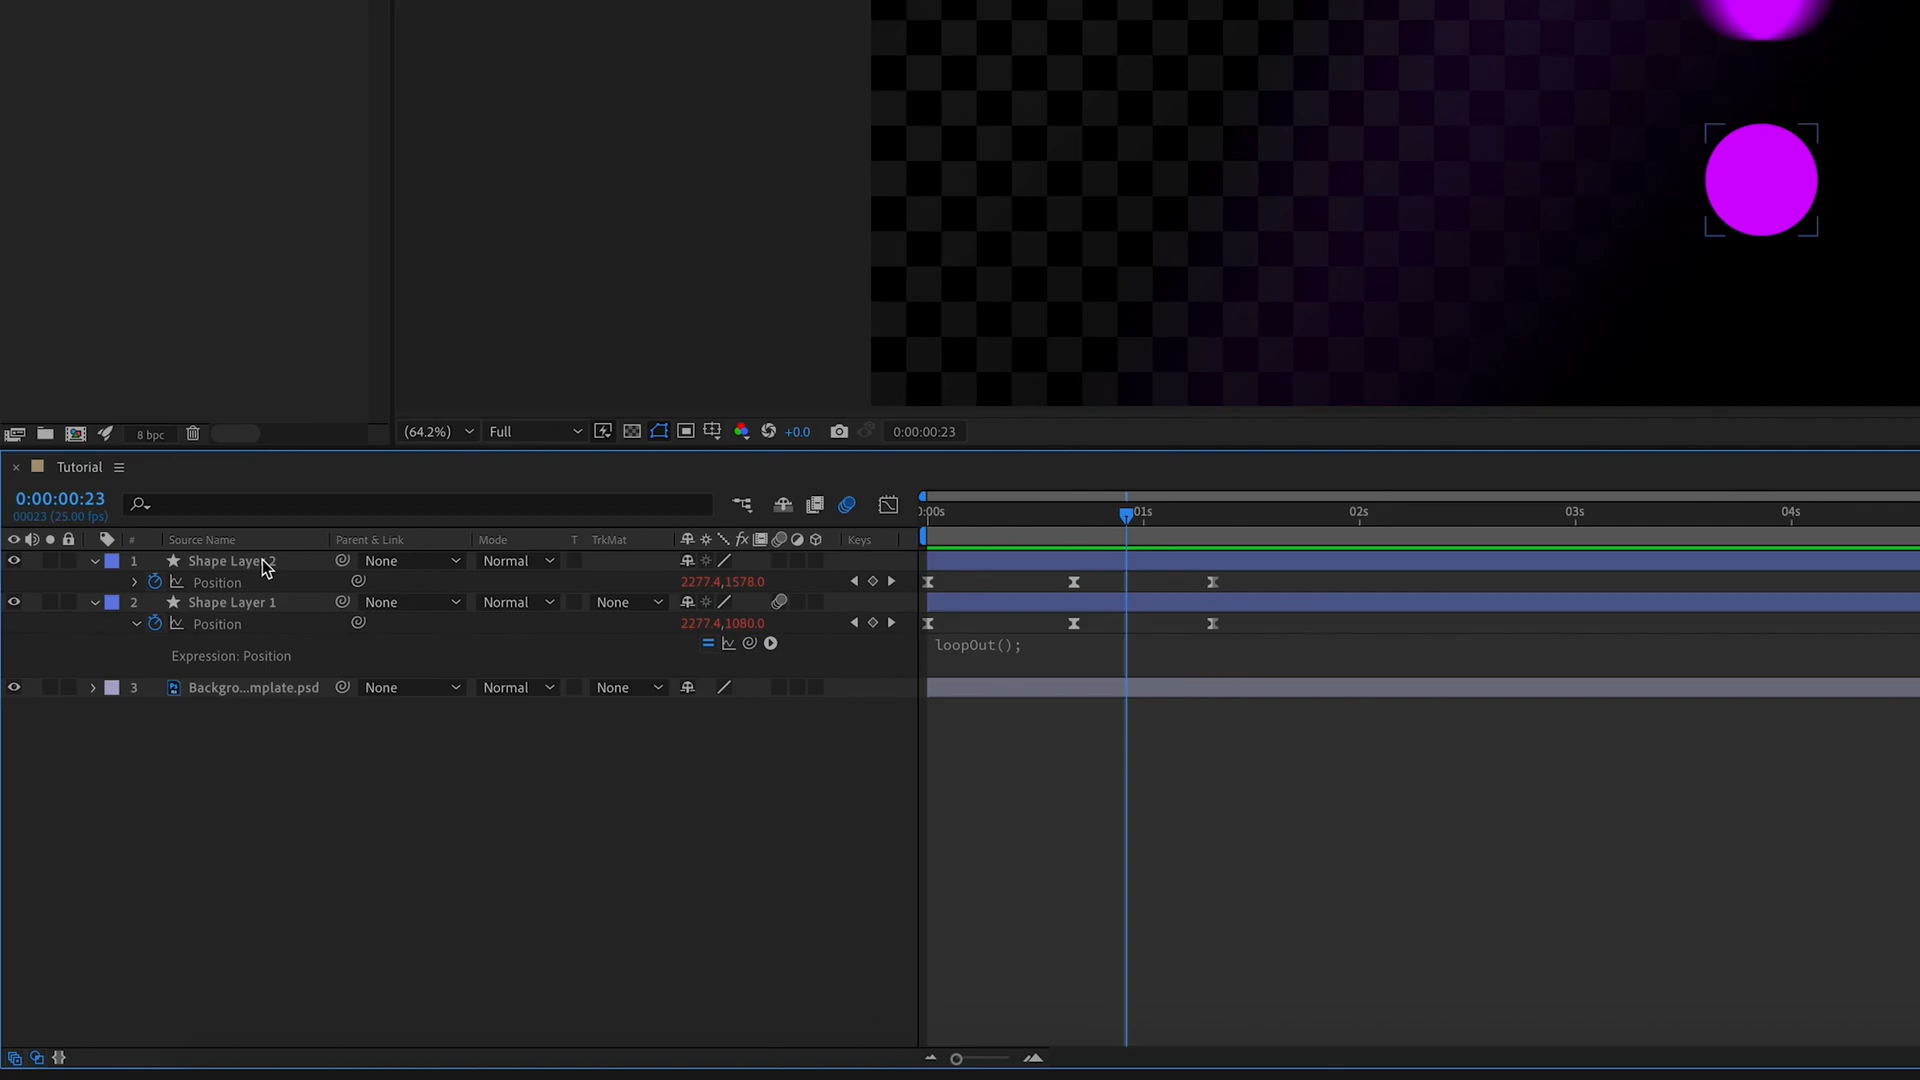 8 bpc
(64.2%) Full +0.0 0:00:00:23
Tutorial
0:00:00:23
00023 (25.00 fps)
0:00s 01s 02s 03s 04s
# Source Name Parent & Link Mode T TrkMat fx Keys
1 Shape Layer 2 None Normal
Position 2277.4,1578.0
2 Shape Layer 1 None Normal None
Position 2277.4,1080.0
Expression: Position loopOut();
3 Backgro...mplate.psd None Normal None